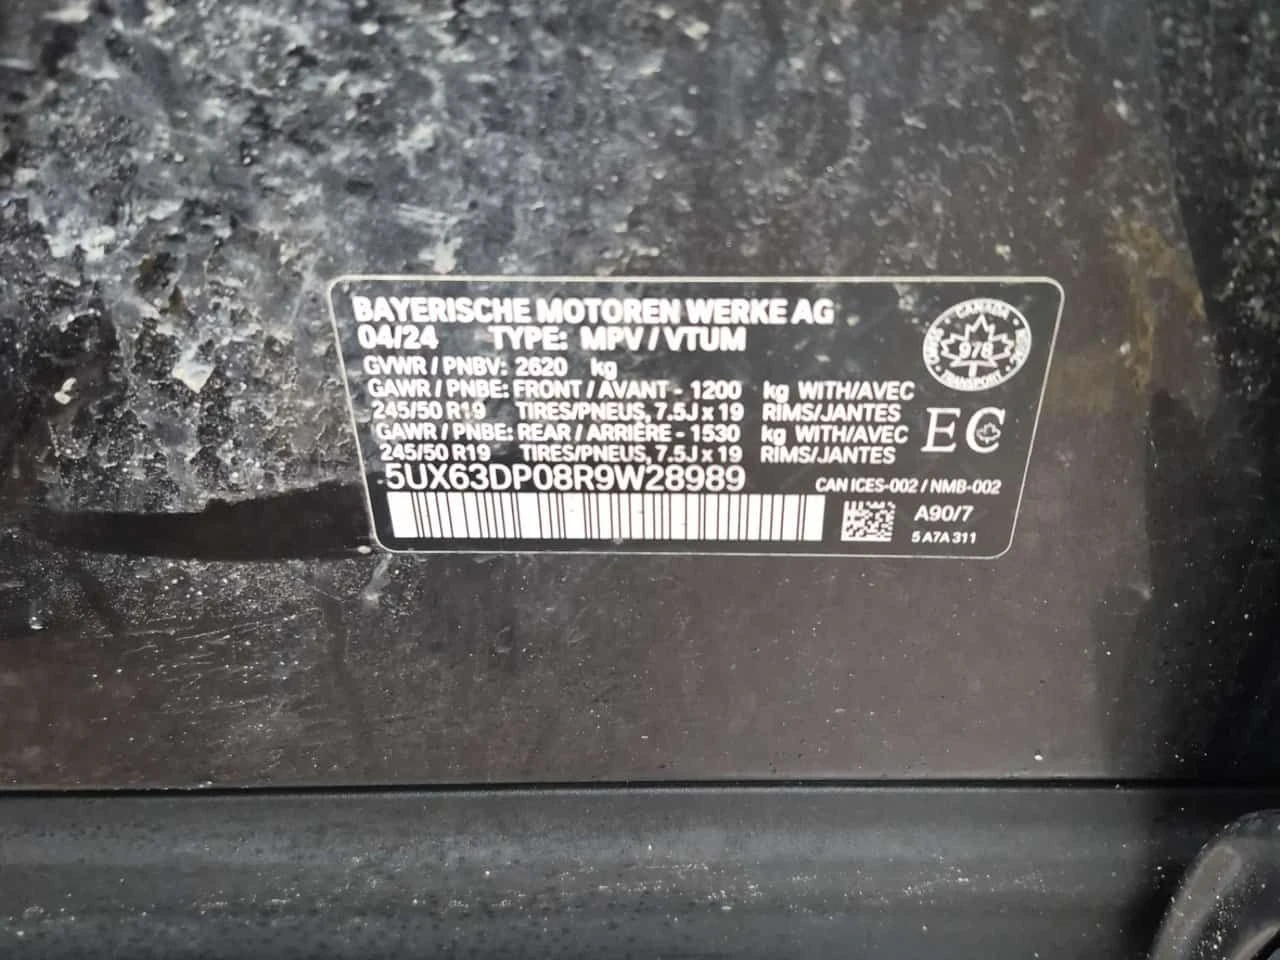 BAYERISCHE MOTOREN WERKE AG
04/24 TYPE: MPV / VTUM
GVWR / PNBV: 2620 kg
GAWR / PNBE: FRONT / AVANT - 1200 kg WITH/AVEC
245/50 R19 TIRES/PNEUS, 7.5J x 19 RIMS/JANTES
GAWR / PNBE: REAR / ARRIÈRE - 1530 kg WITH/AVEC
245/50 R19 TIRES/PNEUS, 7.5J x 19 RIMS/JANTES
5UX63DP08R9W28989
CANADA
978
TRANSPORT
EC
CAN ICES-002 / NMB-002
A90/7
5 A7A 311